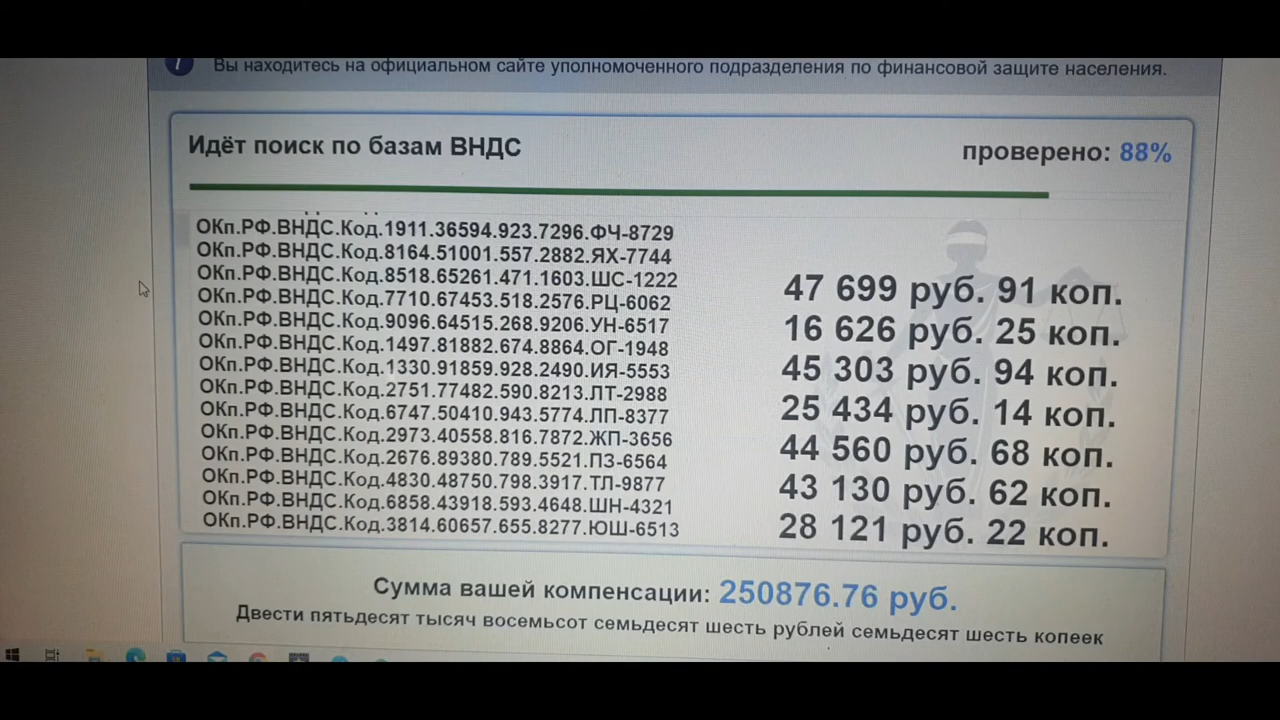 Вы находитесь на официальном сайте уполномоченного подразделения по финансовой защите населения.
Идёт поиск по базам ВНДС
проверено: 88%
ОКп.РФ.ВНДС.Код.1911.36594.923.7296.ФЧ-8729
ОКп.РФ.ВНДС.Код.8164.51001.557.2882.ЯХ-7744
ОКп.РФ.ВНДС.Код.8518.65261.471.1603.ШС-1222
ОКп.РФ.ВНДС.Код.7710.67453.518.2576.РЦ-6062
ОКп.РФ.ВНДС.Код.9096.64515.268.9206.УН-6517
ОКп.РФ.ВНДС.Код.1497.81882.674.8864.ОГ-1948
ОКп.РФ.ВНДС.Код.1330.91859.928.2490.ИЯ-5553
ОКп.РФ.ВНДС.Код.2751.77482.590.8213.ЛТ-2988
ОКп.РФ.ВНДС.Код.6747.50410.943.5774.ЛП-8377
ОКп.РФ.ВНДС.Код.2973.40558.816.7872.ЖП-3656
ОКп.РФ.ВНДС.Код.2676.89380.789.5521.ПЗ-6564
ОКп.РФ.ВНДС.Код.4830.48750.798.3917.ТЛ-9877
ОКп.РФ.ВНДС.Код.6858.43918.593.4648.ШН-4321
ОКп.РФ.ВНДС.Код.3814.60657.655.8277.ЮШ-6513
47 699 руб. 91 коп.
16 626 руб. 25 коп.
45 303 руб. 94 коп.
25 434 руб. 14 коп.
44 560 руб. 68 коп.
43 130 руб. 62 коп.
28 121 руб. 22 коп.
Сумма вашей компенсации: 250876.76 руб.
Двести пятьдесят тысяч восемьсот семьдесят шесть рублей семьдесят шесть копеек